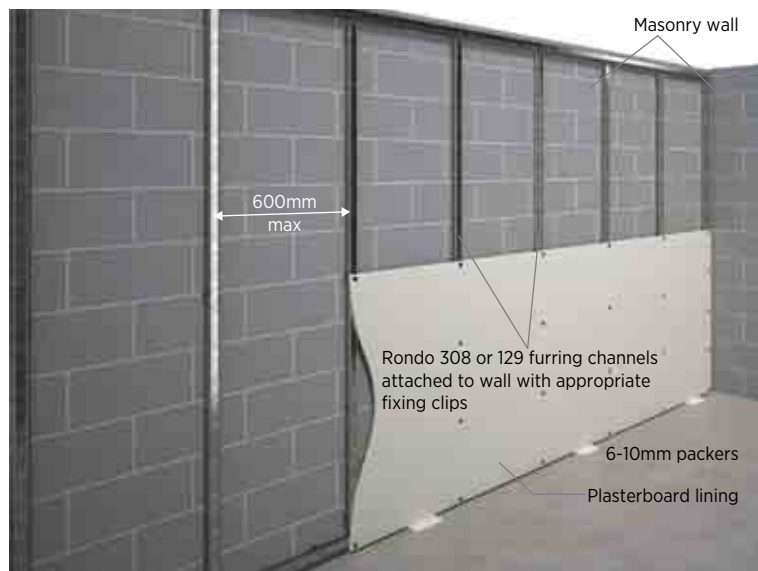 Masonry wall
600mm
max
Rondo 308 or 129 furring channels
attached to wall with appropriate
fixing clips
6-10mm packers
Plasterboard lining